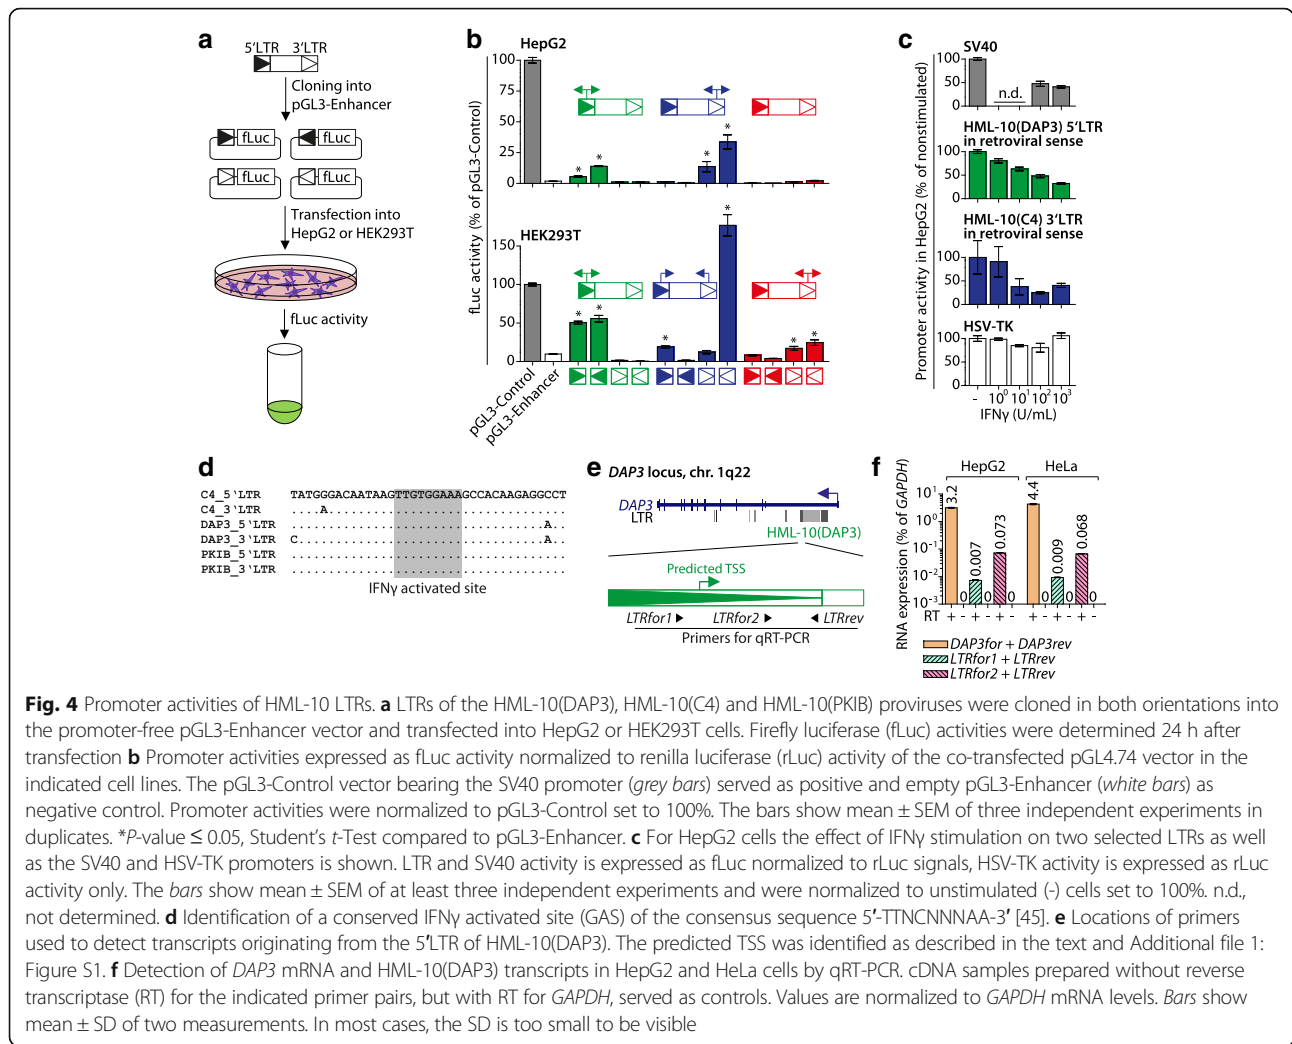 a
5'LTR 3'LTR
Cloning into
pGL3-Enhancer
fLuc fLuc
fLuc fLuc
Transfection into
HepG2 or HEK293T
fLuc activity
b
HepG2
fLuc activity (% of pGL3-Control)
100
75
50
25
0
* * * *
HEK293T
150
100
50
0
* * * * * *
pGL3-Control
pGL3-Enhancer
c
Promoter activity in HepG2 (% of nonstimulated)
SV40
100
50
0
n.d.
HML-10(DAP3) 5'LTR
in retroviral sense
100
50
0
HML-10(C4) 3'LTR
in retroviral sense
100
50
0
HSV-TK
100
50
0
- 10⁰ 10¹ 10² 10³
IFNγ (U/mL)
d
C4_5'LTR TATGGGACAATAAGTTGTGGAAAGCCACAAGAGGCCT
C4_3'LTR ....A.................................
DAP3_5'LTR ...................................A..
DAP3_3'LTR C..................................A..
PKIB_5'LTR ......................................
PKIB_3'LTR ......................................
IFNγ activated site
e
DAP3 locus, chr. 1q22
DAP3
LTR
HML-10(DAP3)
Predicted TSS
LTRfor1 LTRfor2 LTRrev
Primers for qRT-PCR
f
HepG2 HeLa
RNA expression (% of GAPDH)
10¹
10⁰
10⁻¹
10⁻²
10⁻³
3.2 0 0.007 0 0.073 0 4.4 0 0.009 0 0.068 0
RT + - + - + - + - + - + -
DAP3for + DAP3rev
LTRfor1 + LTRrev
LTRfor2 + LTRrev
Fig. 4 Promoter activities of HML-10 LTRs. a LTRs of the HML-10(DAP3), HML-10(C4) and HML-10(PKIB) proviruses were cloned in both orientations into
the promoter-free pGL3-Enhancer vector and transfected into HepG2 or HEK293T cells. Firefly luciferase (fLuc) activities were determined 24 h after
transfection b Promoter activities expressed as fLuc activity normalized to renilla luciferase (rLuc) activity of the co-transfected pGL4.74 vector in the
indicated cell lines. The pGL3-Control vector bearing the SV40 promoter (grey bars) served as positive and empty pGL3-Enhancer (white bars) as
negative control. Promoter activities were normalized to pGL3-Control set to 100%. The bars show mean ± SEM of three independent experiments in
duplicates. *P-value ≤ 0.05, Student's t-Test compared to pGL3-Enhancer. c For HepG2 cells the effect of IFNγ stimulation on two selected LTRs as well
as the SV40 and HSV-TK promoters is shown. LTR and SV40 activity is expressed as fLuc normalized to rLuc signals, HSV-TK activity is expressed as rLuc
activity only. The bars show mean ± SEM of at least three independent experiments and were normalized to unstimulated (-) cells set to 100%. n.d.,
not determined. d Identification of a conserved IFNγ activated site (GAS) of the consensus sequence 5′-TTNCNNNAA-3′ [45]. e Locations of primers
used to detect transcripts originating from the 5′LTR of HML-10(DAP3). The predicted TSS was identified as described in the text and Additional file 1:
Figure S1. f Detection of DAP3 mRNA and HML-10(DAP3) transcripts in HepG2 and HeLa cells by qRT-PCR. cDNA samples prepared without reverse
transcriptase (RT) for the indicated primer pairs, but with RT for GAPDH, served as controls. Values are normalized to GAPDH mRNA levels. Bars show
mean ± SD of two measurements. In most cases, the SD is too small to be visible